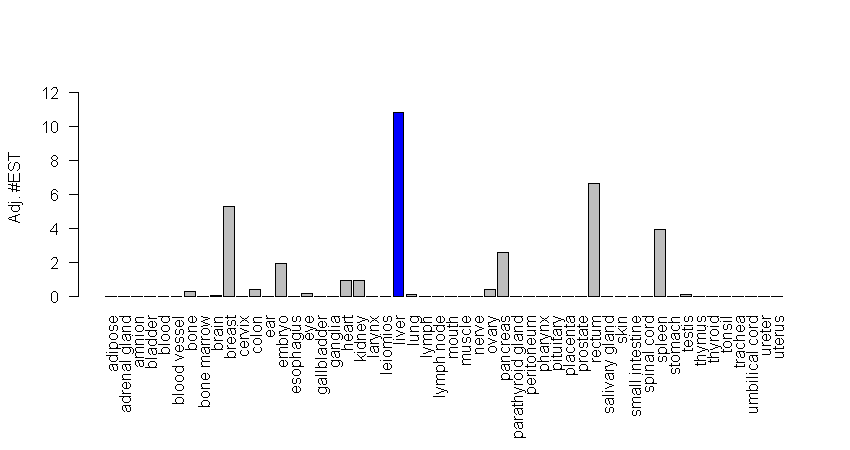 Adj. #EST
12
10
8
6
4
2
0
adipose
adrenal gland
amnion
bladder
blood
blood vessel
bone
bone marrow
brain
breast
cervix
colon
ear
embryo
esophagus
eye
gallbladder
ganglia
heart
kidney
larynx
leiomios
liver
lung
lymph
lymph node
mouth
muscle
nerve
ovary
pancreas
parathyroid gland
peritoneum
pharynx
pituitary
placenta
prostate
rectum
salivary gland
skin
small intestine
spinal cord
spleen
stomach
testis
thymus
thyroid
tonsil
trachea
umbilical cord
ureter
uterus